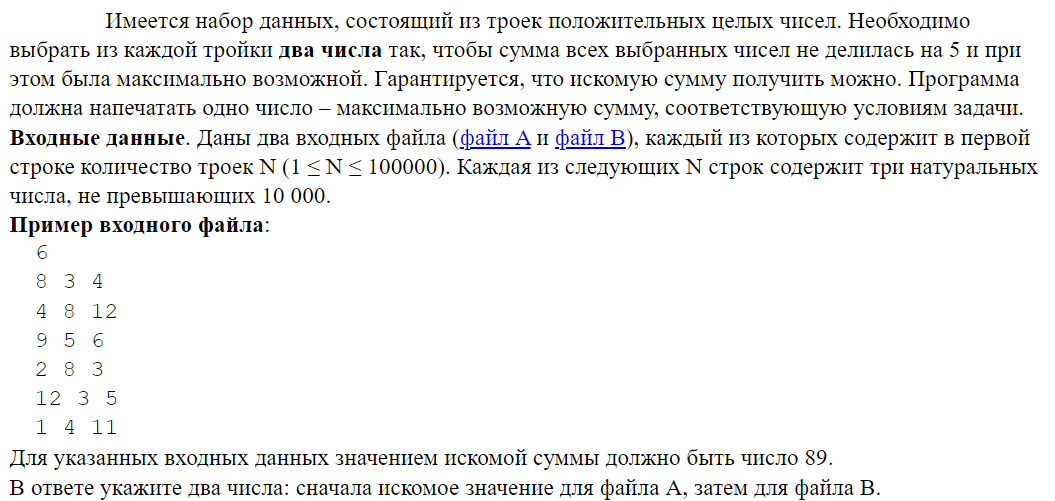 Имеется набор данных, состоящий из троек положительных целых чисел. Необходимо
выбрать из каждой тройки два числа так, чтобы сумма всех выбранных чисел не делилась на 5 и при
этом была максимально возможной. Гарантируется, что искомую сумму получить можно. Программа
должна напечатать одно число – максимально возможную сумму, соответствующую условиям задачи.
Входные данные. Даны два входных файла (файл A и файл B), каждый из которых содержит в первой
строке количество троек N (1 ≤ N ≤ 100000). Каждая из следующих N строк содержит три натуральных
числа, не превышающих 10 000.
Пример входного файла:
6
8 3 4
4 8 12
9 5 6
2 8 3
12 3 5
1 4 11
Для указанных входных данных значением искомой суммы должно быть число 89.
В ответе укажите два числа: сначала искомое значение для файла А, затем для файла B.